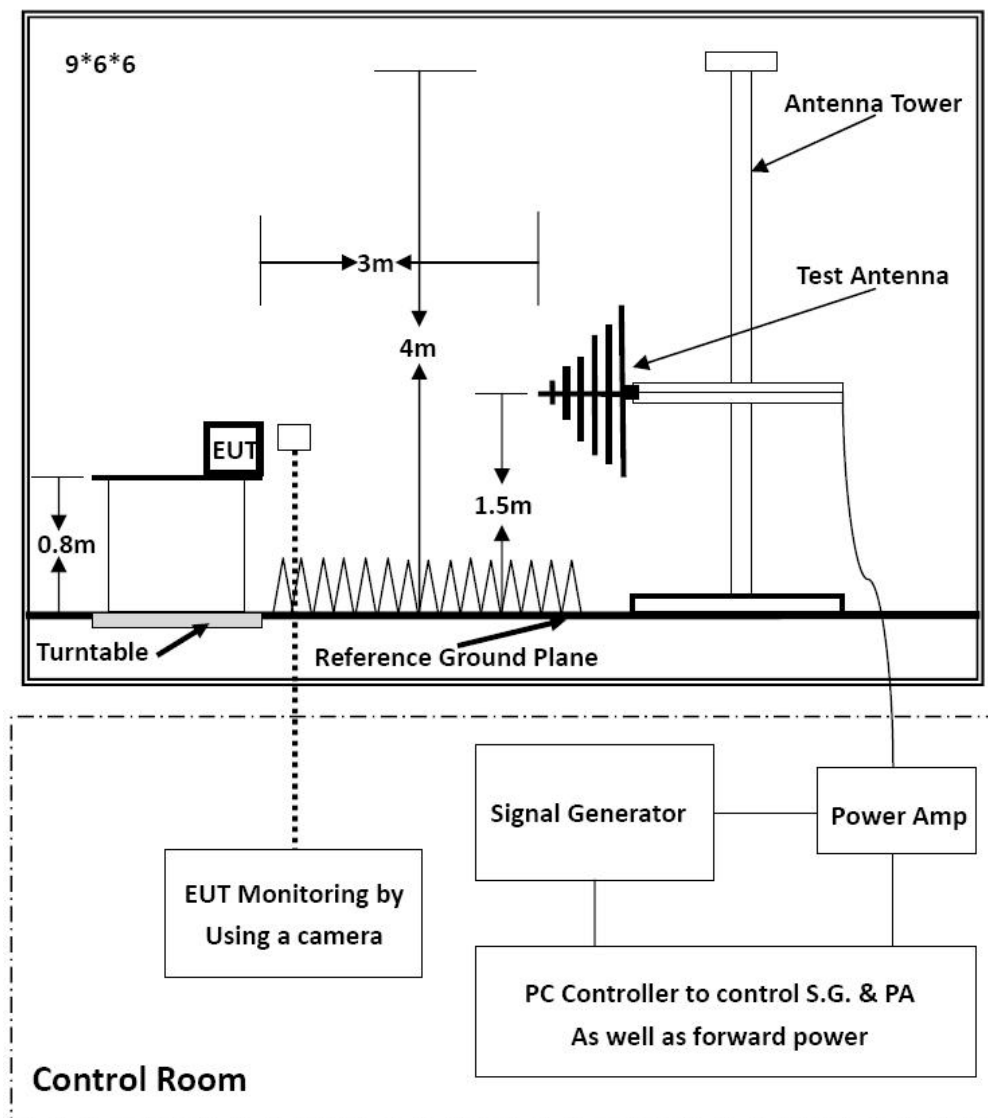 9*6*6
Antenna Tower
3m
Test Antenna
4m
EUT
1.5m
0.8m
Turntable
Reference Ground Plane
Signal Generator
Power Amp
EUT Monitoring by
Using a camera
PC Controller to control S.G. & PA
As well as forward power
Control Room